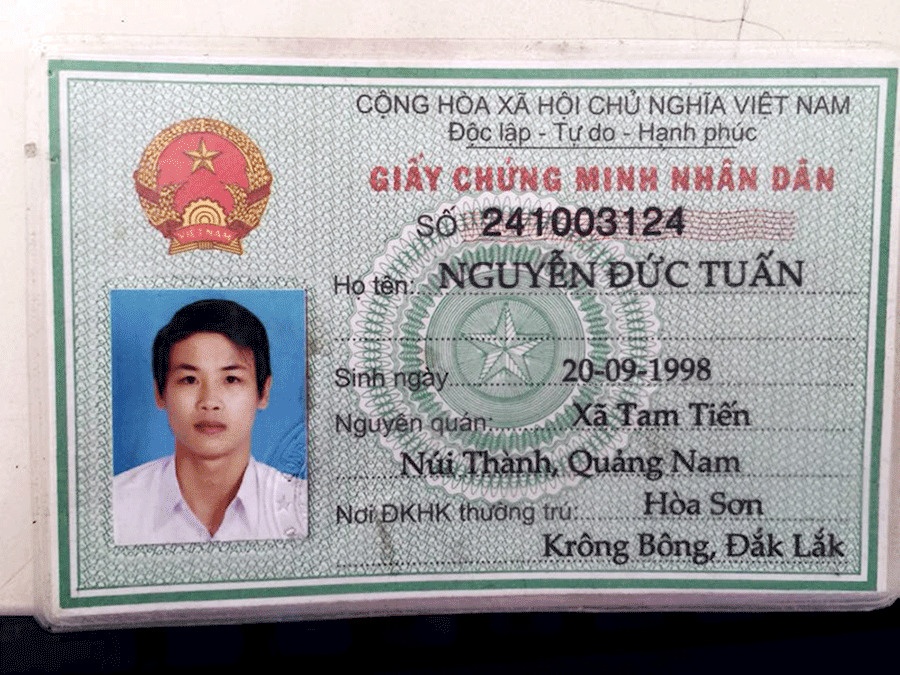 CỘNG HÒA XÃ HỘI CHỦ NGHĨA VIỆT NAM
Độc lập - Tự do - Hạnh phúc
GIẤY CHỨNG MINH NHÂN DÂN
SỐ 241003124
Họ tên: NGUYỄN ĐỨC TUẤN
Sinh ngày 20-09-1998
Nguyên quán: Xã Tam Tiến
Núi Thành, Quảng Nam
Nơi ĐKHK thường trú: Hòa Sơn
Krông Bông, Đắk Lắk
VIỆT NAM